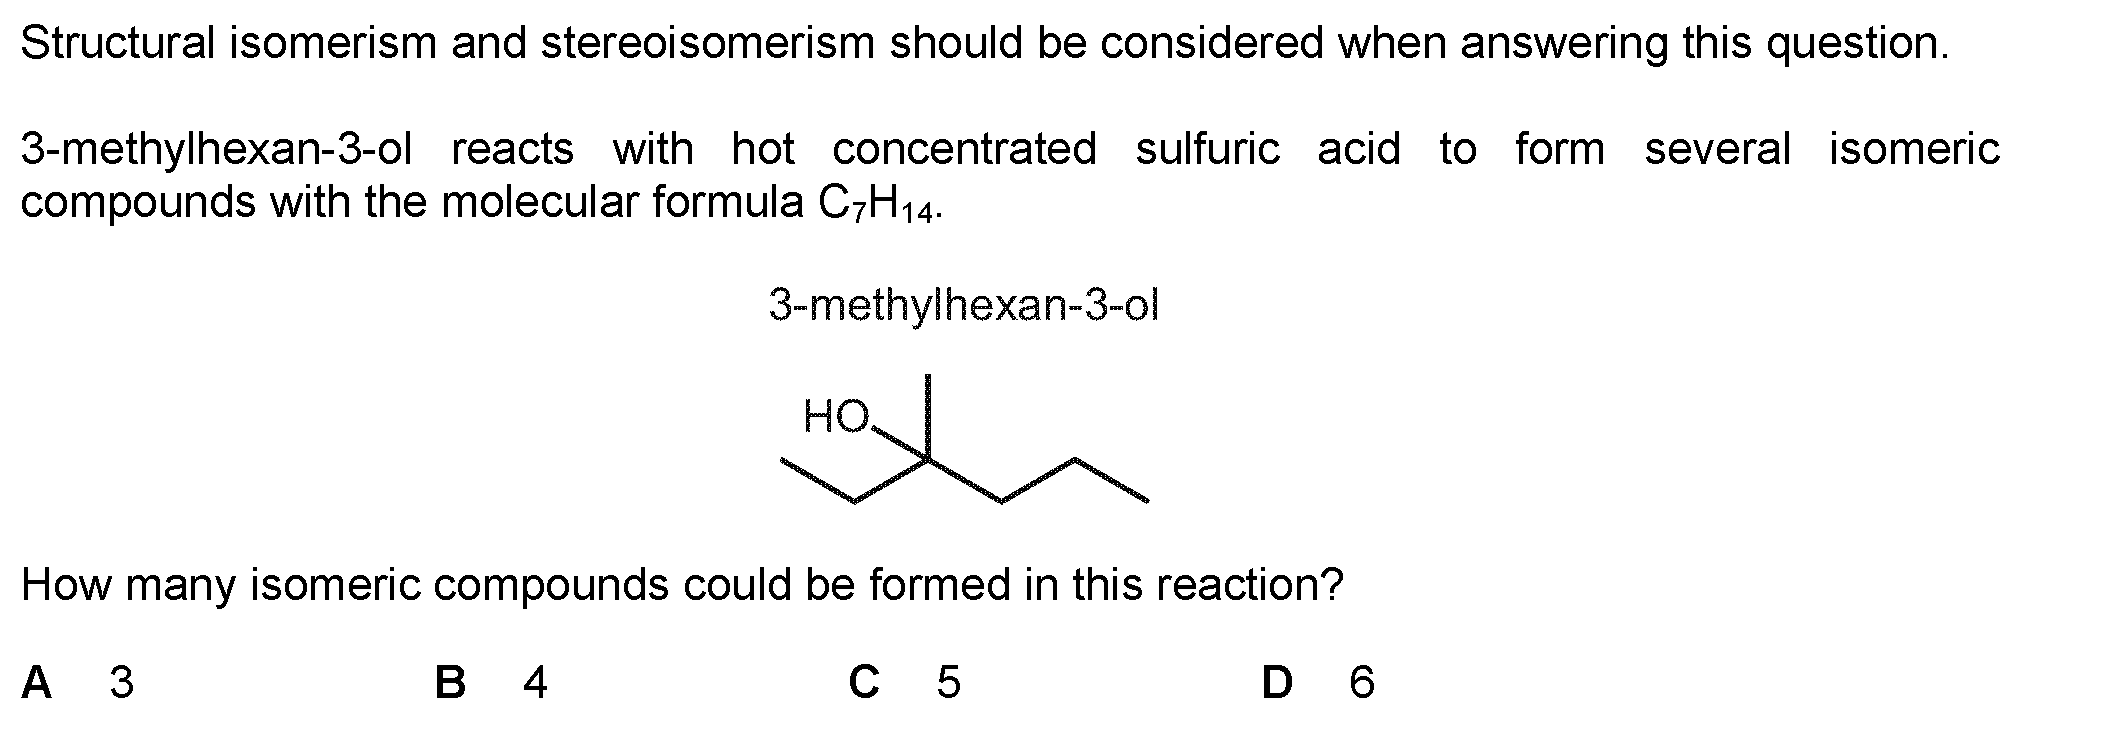 Structural isomerism and stereoisomerism should be considered when answering this question.
3-methylhexan-3-ol reacts with hot concentrated sulfuric acid to form several isomeric
compounds with the molecular formula C₇H₁₄.
3-methylhexan-3-ol
HO
How many isomeric compounds could be formed in this reaction?
A 3 B 4 C 5 D 6